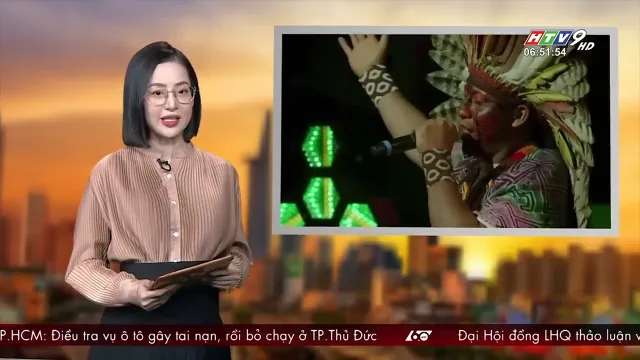 HTV9 HD
06:51:54
P.HCM: Điều tra vụ ô tô gây tai nạn, rồi bỏ chạy ở TP.Thủ Đức
60
Đại Hội đồng LHQ thảo luận v